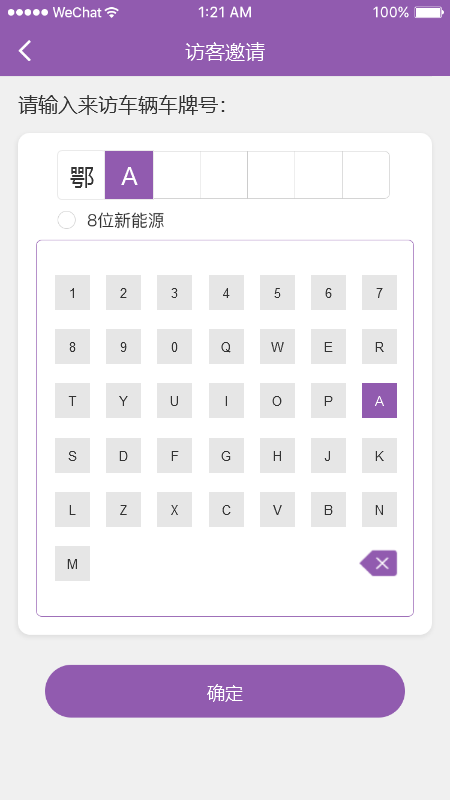 WeChat 1:21 AM 100%
访客邀请
请输入来访车辆车牌号：
鄂 A
8位新能源
1 2 3 4 5 6 7
8 9 0 Q W E R
T Y U I O P A
S D F G H J K
L Z X C V B N
M
确定